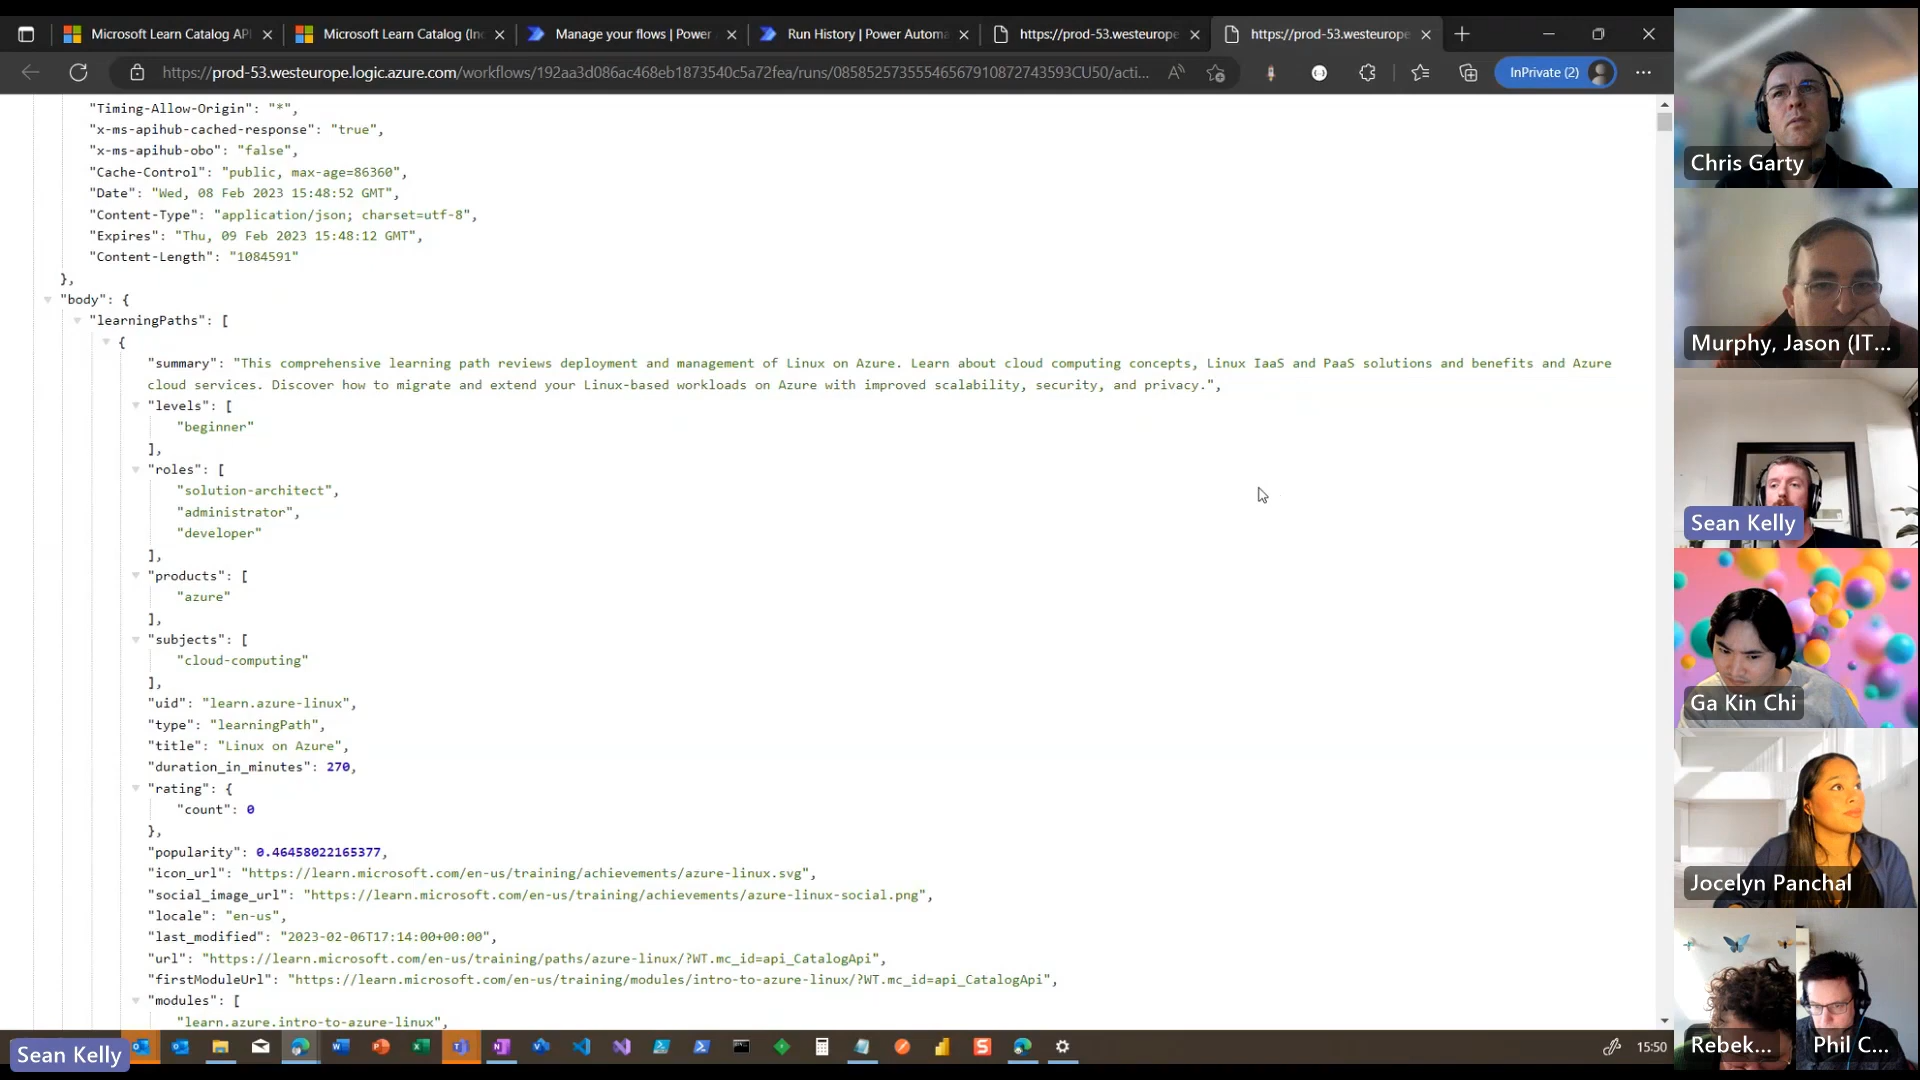 Microsoft Learn Catalog AP
Microsoft Learn Catalog (In
Manage your flows | Power
Run History | Power Automa
https://prod-53.westeurope
https://prod-53.westeurope
https://prod-53.westeurope.logic.azure.com/workflows/192aa3d086ac468eb1873540c5a72fea/runs/08585257355546567910872743593CU50/acti...
InPrivate (2)
"Timing-Allow-Origin": "*",
"x-ms-apihub-cached-response": "true",
"x-ms-apihub-obo": "false",
"Cache-Control": "public, max-age=86360",
"Date": "Wed, 08 Feb 2023 15:48:52 GMT",
"Content-Type": "application/json; charset=utf-8",
"Expires": "Thu, 09 Feb 2023 15:48:12 GMT",
"Content-Length": "1084591"
},
"body": {
"learningPaths": [
{
"summary": "This comprehensive learning path reviews deployment and management of Linux on Azure. Learn about cloud computing concepts, Linux IaaS and PaaS solutions and benefits and Azure
cloud services. Discover how to migrate and extend your Linux-based workloads on Azure with improved scalability, security, and privacy.",
"levels": [
"beginner"
],
"roles": [
"solution-architect",
"administrator",
"developer"
],
"products": [
"azure"
],
"subjects": [
"cloud-computing"
],
"uid": "learn.azure-linux",
"type": "learningPath",
"title": "Linux on Azure",
"duration_in_minutes": 270,
"rating": {
"count": 0
},
"popularity": 0.46458022165377,
"icon_url": "https://learn.microsoft.com/en-us/training/achievements/azure-linux.svg",
"social_image_url": "https://learn.microsoft.com/en-us/training/achievements/azure-linux-social.png",
"locale": "en-us",
"last_modified": "2023-02-06T17:14:00+00:00",
"url": "https://learn.microsoft.com/en-us/training/paths/azure-linux/?WT.mc_id=api_CatalogApi",
"firstModuleUrl": "https://learn.microsoft.com/en-us/training/modules/intro-to-azure-linux/?WT.mc_id=api_CatalogApi",
"modules": [
"learn.azure.intro-to-azure-linux",
Sean Kelly
15:50
Chris Garty
Murphy, Jason (IT...
Sean Kelly
Ga Kin Chi
Jocelyn Panchal
Rebek...
Phil C...